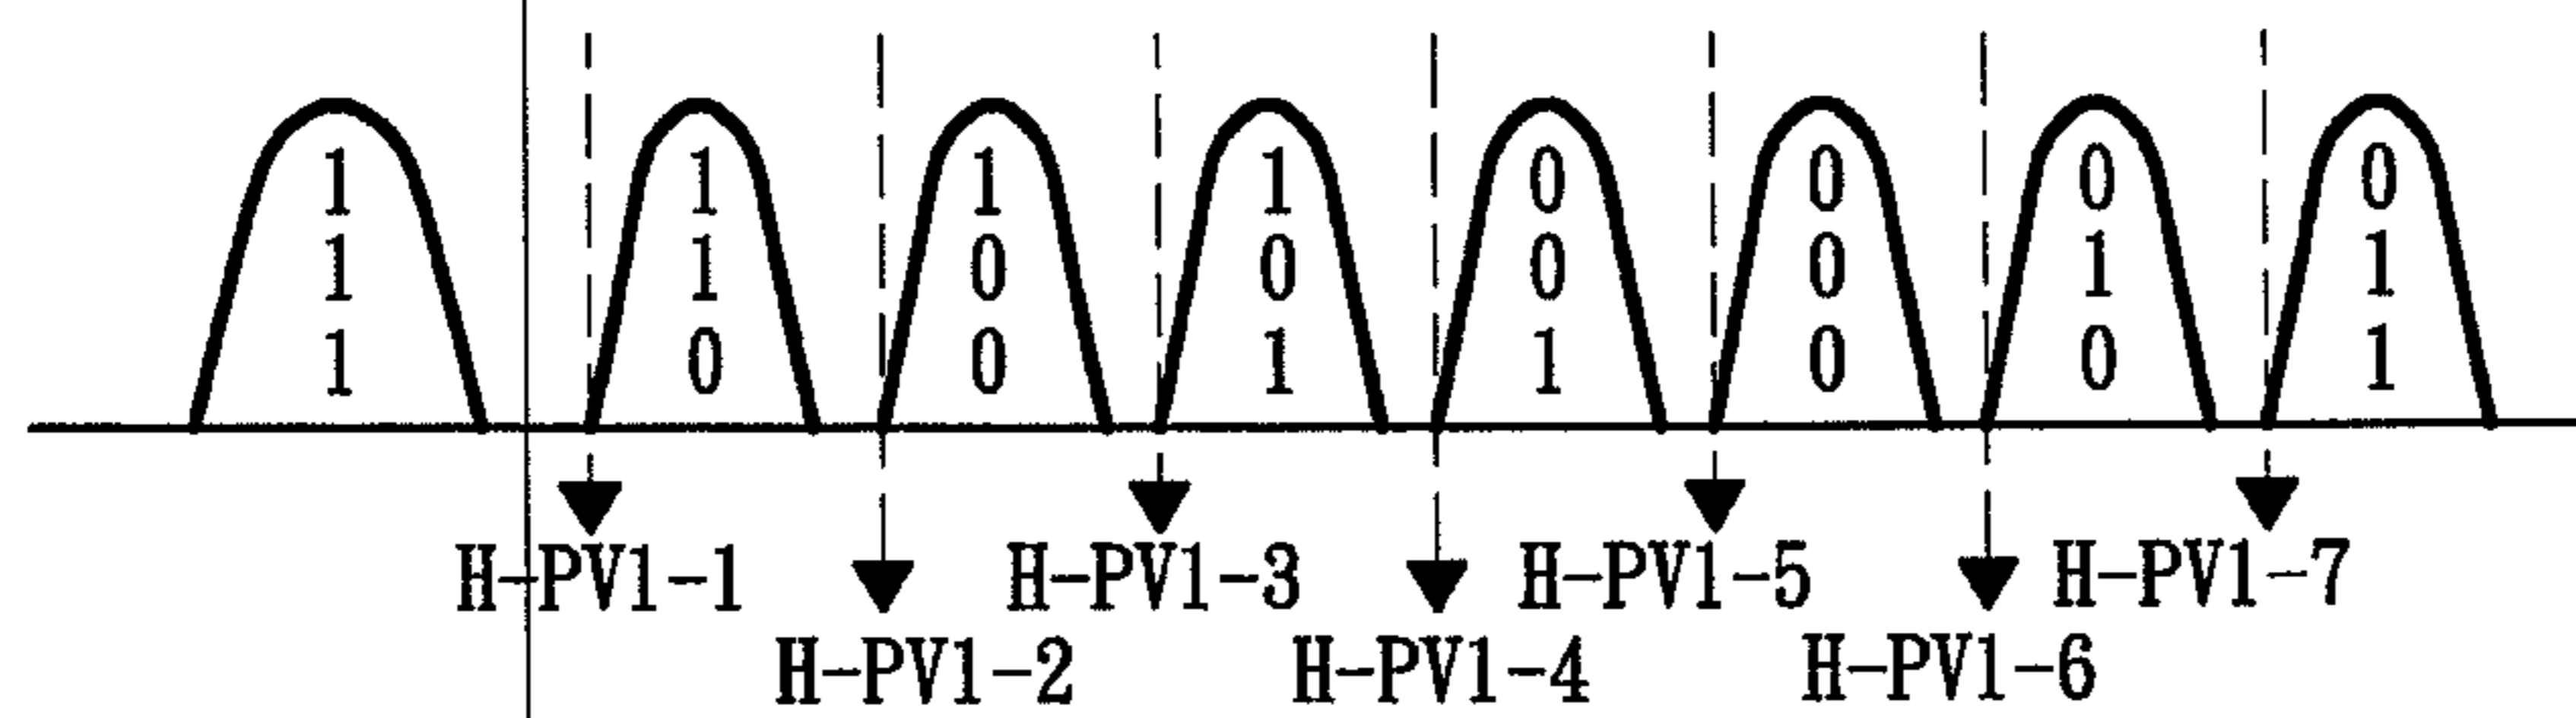 1 1 1 1 0 0 0 0
1 1 0 0 0 0 1 1
1 0 0 1 1 0 0 1
H-PV1-1 H-PV1-3 H-PV1-5 H-PV1-7
H-PV1-2 H-PV1-4 H-PV1-6